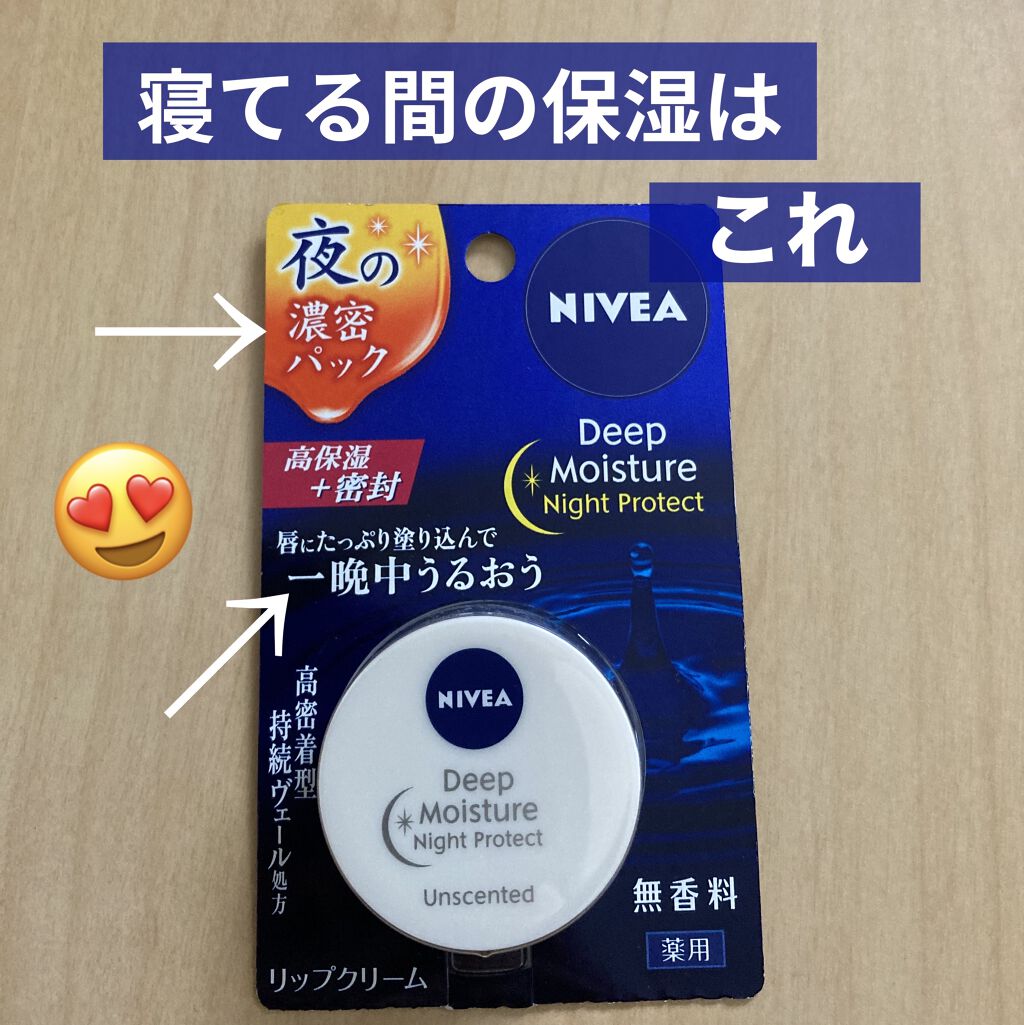 寝てる間の保湿は
これ
夜の
濃密
パック
NIVEA
Deep
Moisture
Night Protect
高保湿
+密封
唇にたっぷり塗り込んで
一晩中うるおう
高密着型
持続ヴェール処方
NIVEA
Deep
Moisture
Night Protect
Unscented
無香料
薬用
リップクリーム